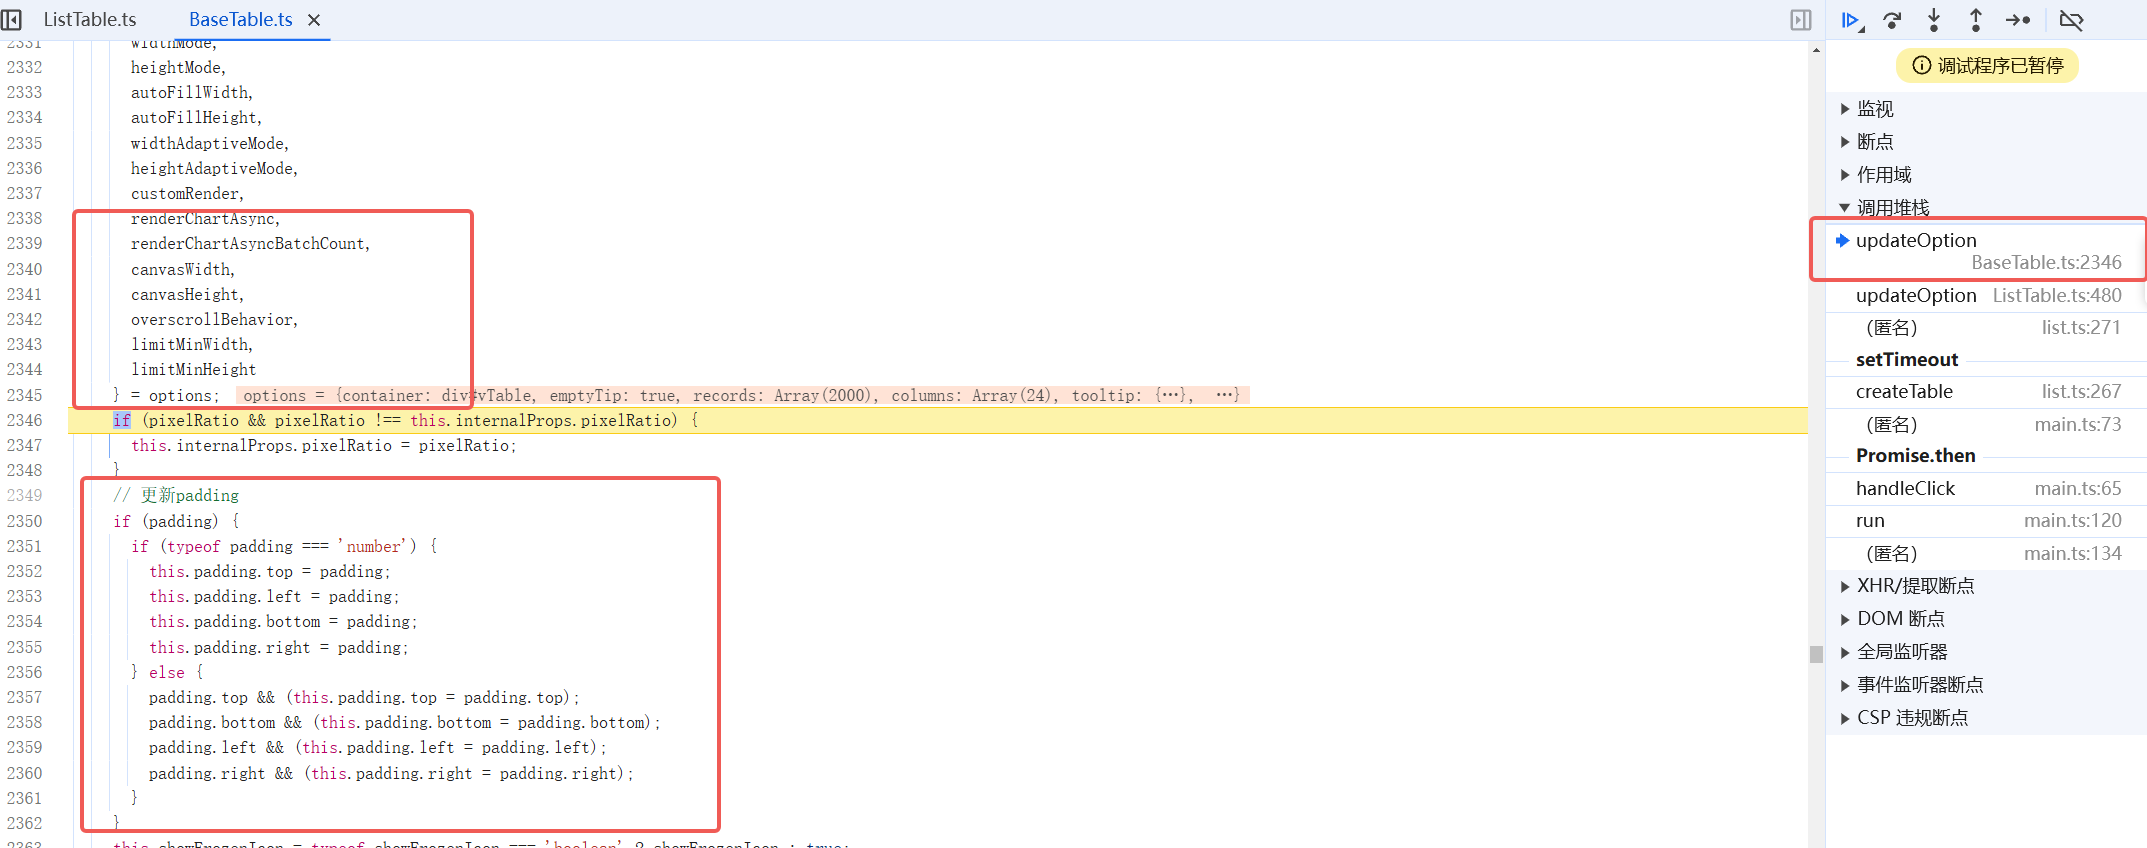 ListTable.ts
BaseTable.ts
2331 widthMode,
2332 heightMode,
2333 autoFillWidth,
2334 autoFillHeight,
2335 widthAdaptiveMode,
2336 heightAdaptiveMode,
2337 customRender,
2338 renderChartAsync,
2339 renderChartAsyncBatchCount,
2340 canvasWidth,
2341 canvasHeight,
2342 overscrollBehavior,
2343 limitMinWidth,
2344 limitMinHeight
2345 } = options; options = {container: div#vTable, emptyTip: true, records: Array(2000), columns: Array(24), tooltip: {…}, …}
2346 if (pixelRatio && pixelRatio !== this.internalProps.pixelRatio) {
2347 this.internalProps.pixelRatio = pixelRatio;
2348 }
2349 // 更新padding
2350 if (padding) {
2351 if (typeof padding === 'number') {
2352 this.padding.top = padding;
2353 this.padding.left = padding;
2354 this.padding.bottom = padding;
2355 this.padding.right = padding;
2356 } else {
2357 padding.top && (this.padding.top = padding.top);
2358 padding.bottom && (this.padding.bottom = padding.bottom);
2359 padding.left && (this.padding.left = padding.left);
2360 padding.right && (this.padding.right = padding.right);
2361 }
2362 }
2363 this.showFrozenIcon = typeof showFrozenIcon === 'boolean' ? showFrozenIcon : true;
调试程序已暂停
监视
断点
作用域
调用堆栈
updateOption
BaseTable.ts:2346
updateOption ListTable.ts:480
(匿名) list.ts:271
setTimeout
createTable list.ts:267
(匿名) main.ts:73
Promise.then
handleClick main.ts:65
run main.ts:120
(匿名) main.ts:134
XHR/提取断点
DOM 断点
全局监听器
事件监听器断点
CSP 违规断点